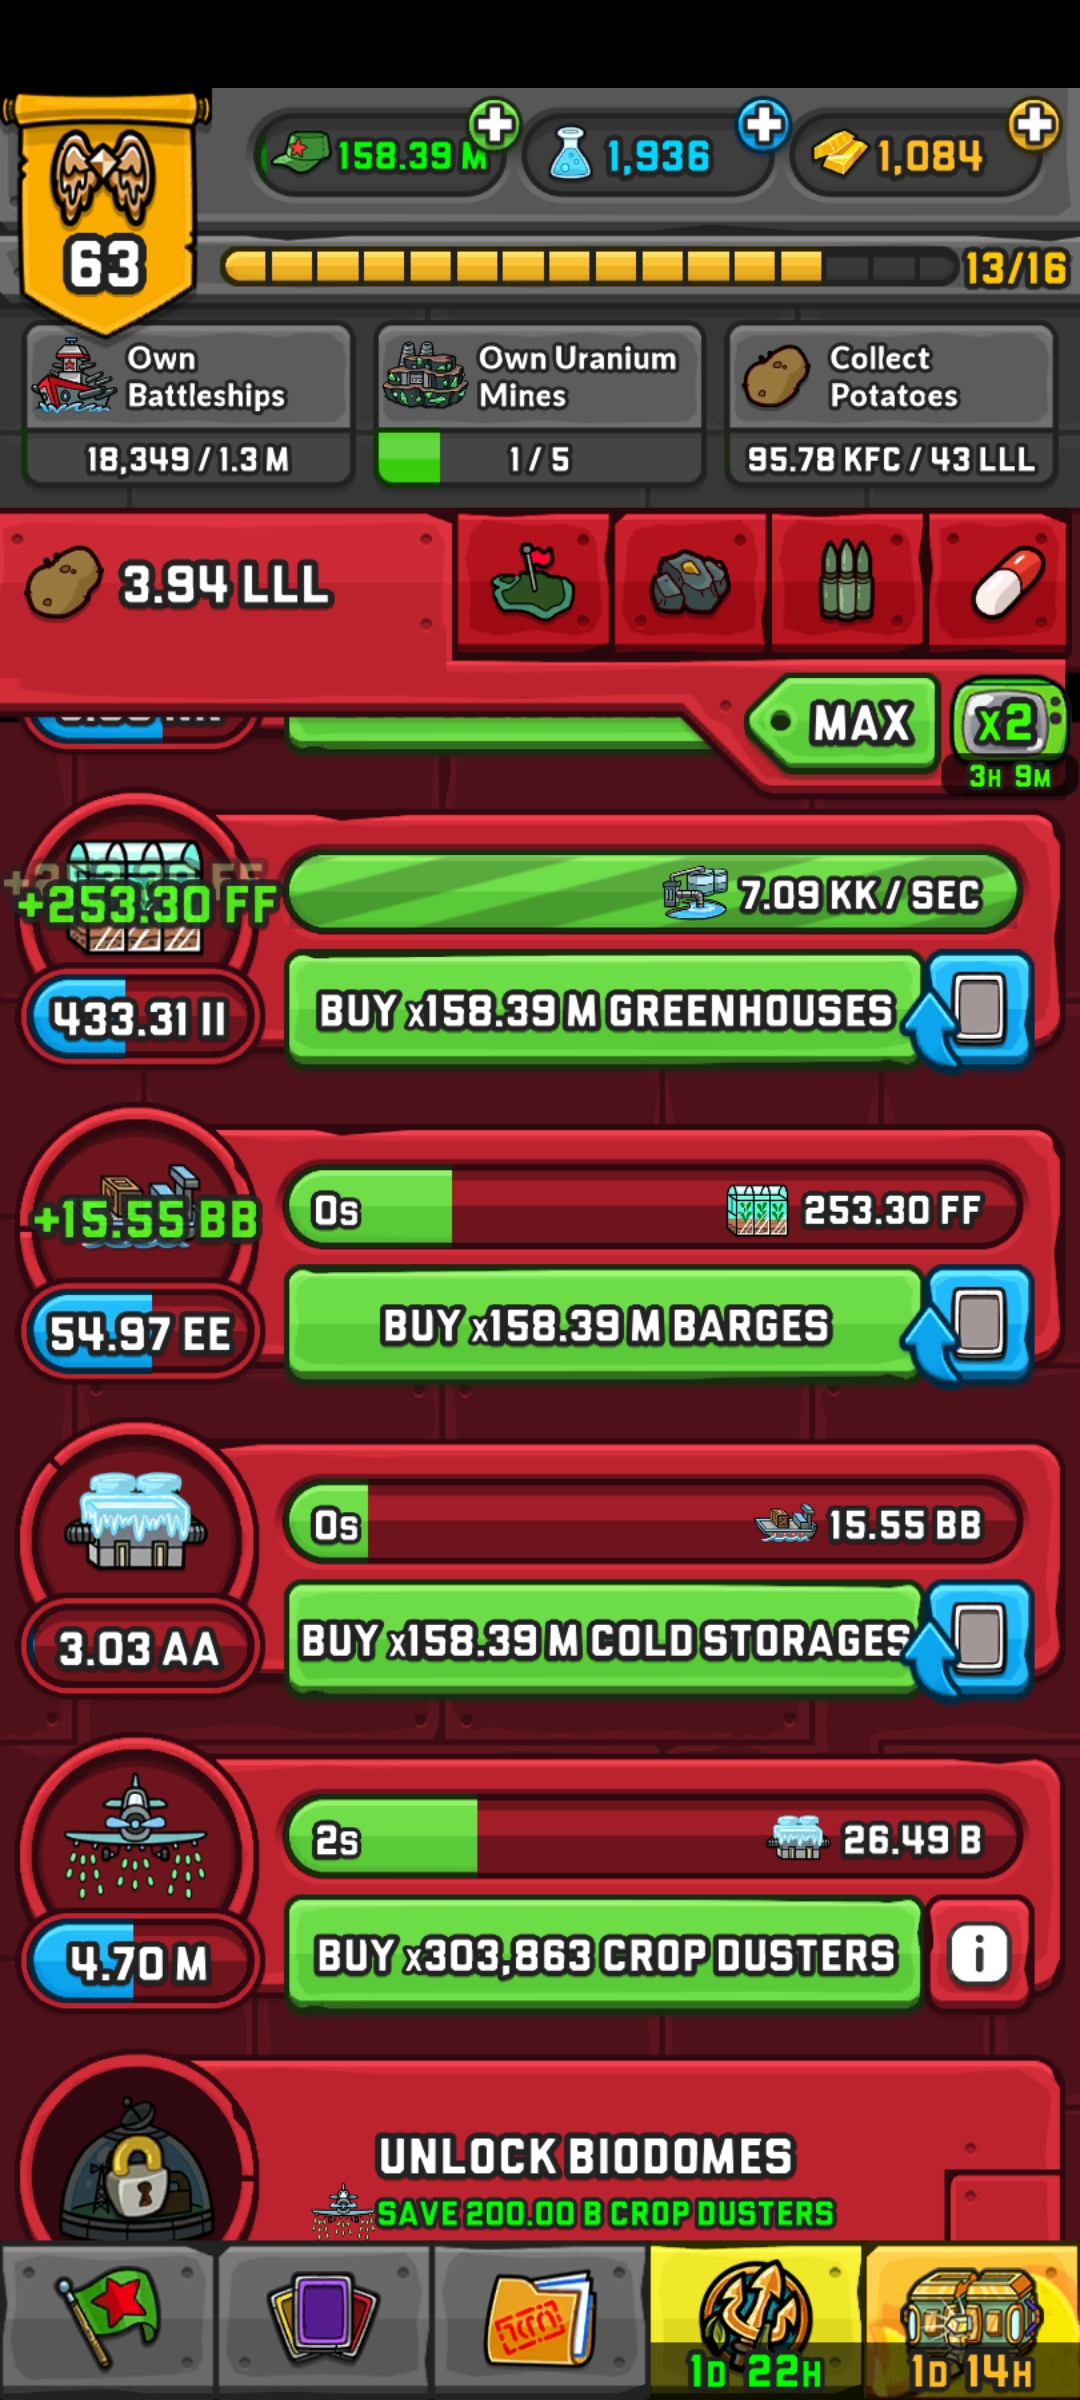 158.39 M
1,936
1,084
63
13/16
Own
Battleships
18,349 / 1.3 M
Own Uranium
Mines
1 / 5
Collect
Potatoes
95.78 KFC / 43 LLL
3.94 LLL
MAX
x2
3H 9M
+253.30 FF
7.09 KK / SEC
433.31 II
BUY x158.39 M GREENHOUSES
+15.55 BB
0s
253.30 FF
54.97 EE
BUY x158.39 M BARGES
0s
15.55 BB
3.03 AA
BUY x158.39 M COLD STORAGES
2s
26.49 B
4.70 M
BUY x303,863 CROP DUSTERS
i
UNLOCK BIODOMES
SAVE 200.00 B CROP DUSTERS
1D 22H
1D 14H